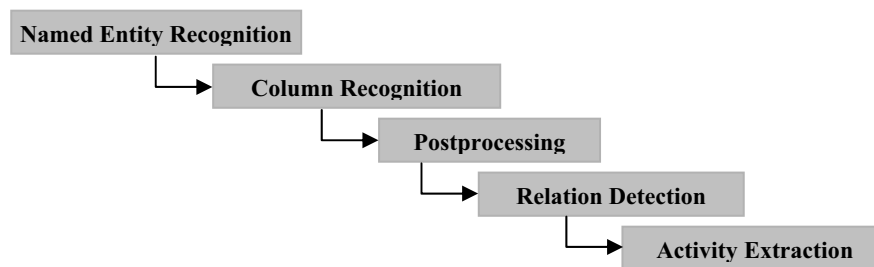 Named Entity Recognition
Column Recognition
Postprocessing
Relation Detection
Activity Extraction